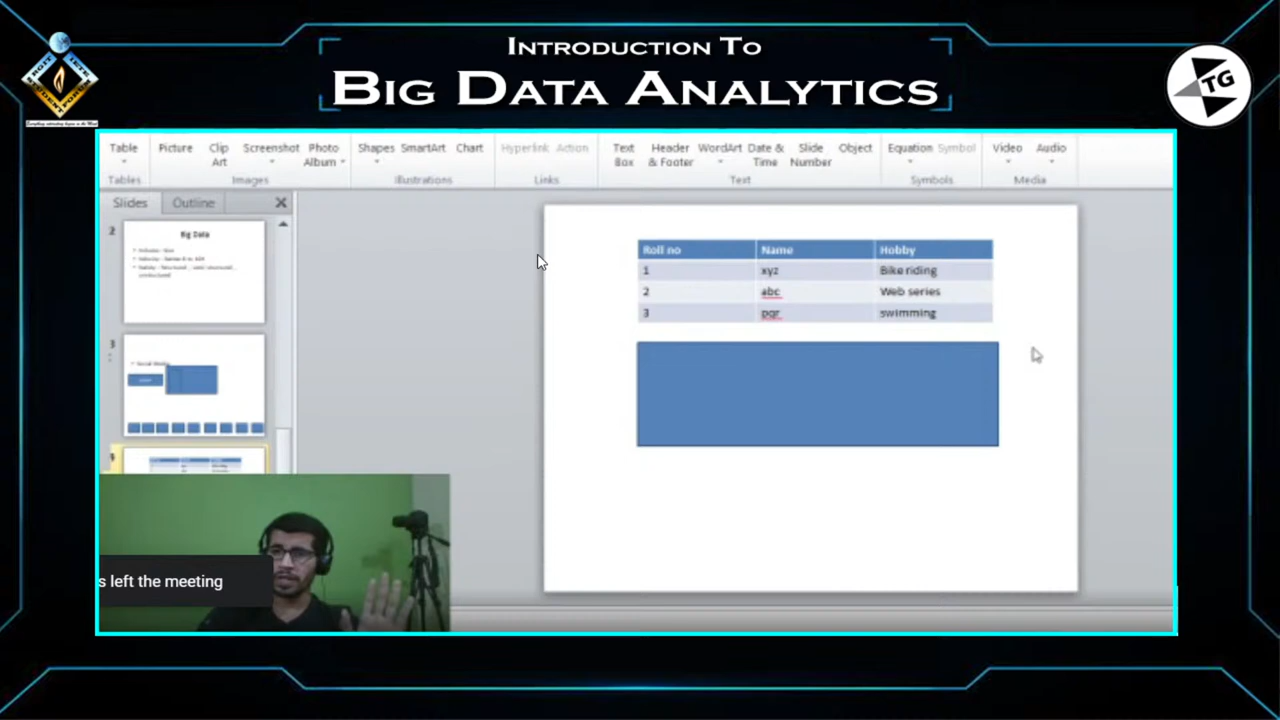 INTRODUCTION TO
BIG DATA ANALYTICS
TG
Table
Picture
Clip Art
Screenshot
Photo Album
Shapes
SmartArt
Chart
Hyperlink
Action
Text Box
Header & Footer
WordArt
Date & Time
Slide Number
Object
Equation
Symbol
Video
Audio
Tables
Images
Illustrations
Links
Text
Symbols
Media
Slides
Outline
2
Big Data
3
Roll no Name Hobby
1 xyz Bike riding
2 abc Web series
3 pqr swimming
s left the meeting